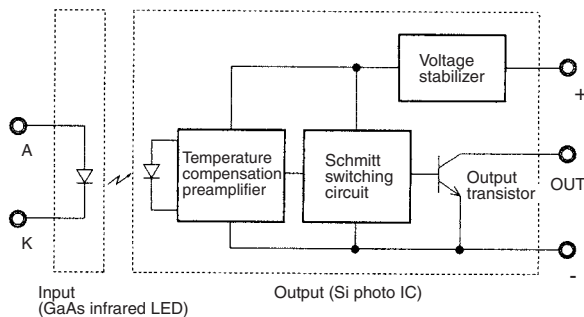 Voltage
stabilizer
+
A
Temperature
compensation
preamplifier
Schmitt
switching
circuit
Output
transistor
OUT
K
-
Input
(GaAs infrared LED)
Output (Si photo IC)